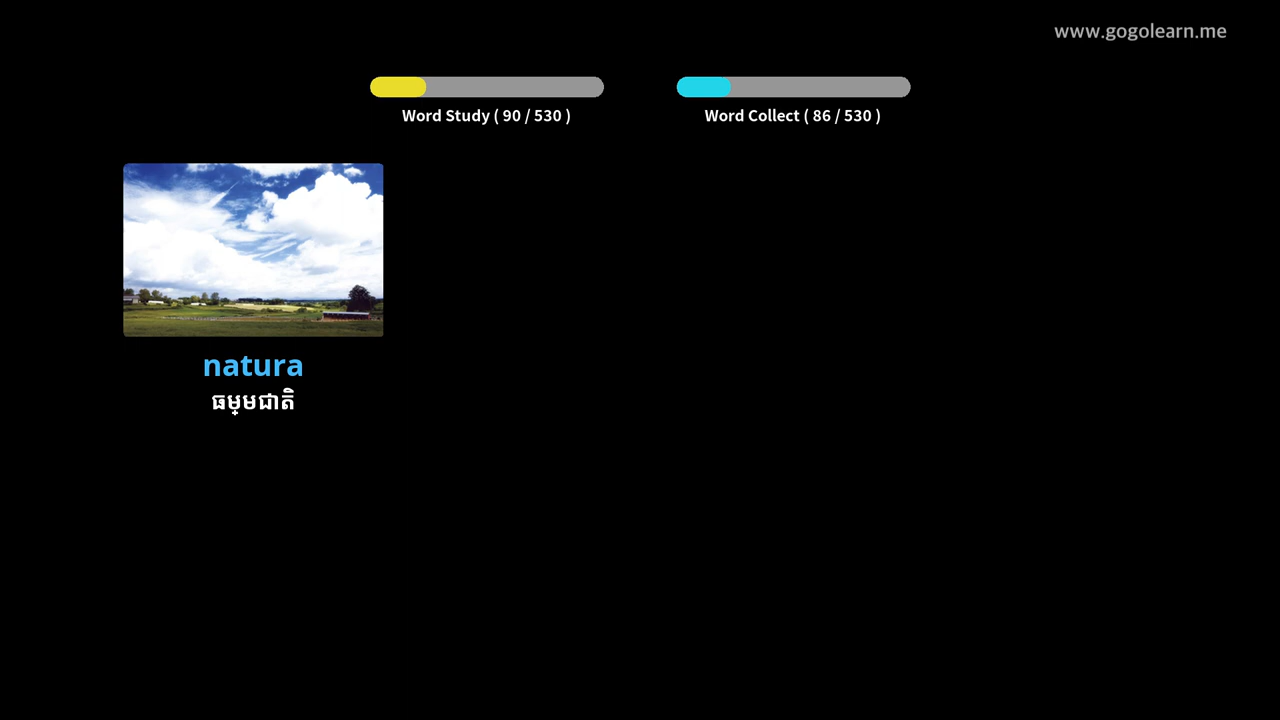 www.gogolearn.me
Word Study ( 90 / 530 )
Word Collect ( 86 / 530 )
natura
ធម្មជាតិ